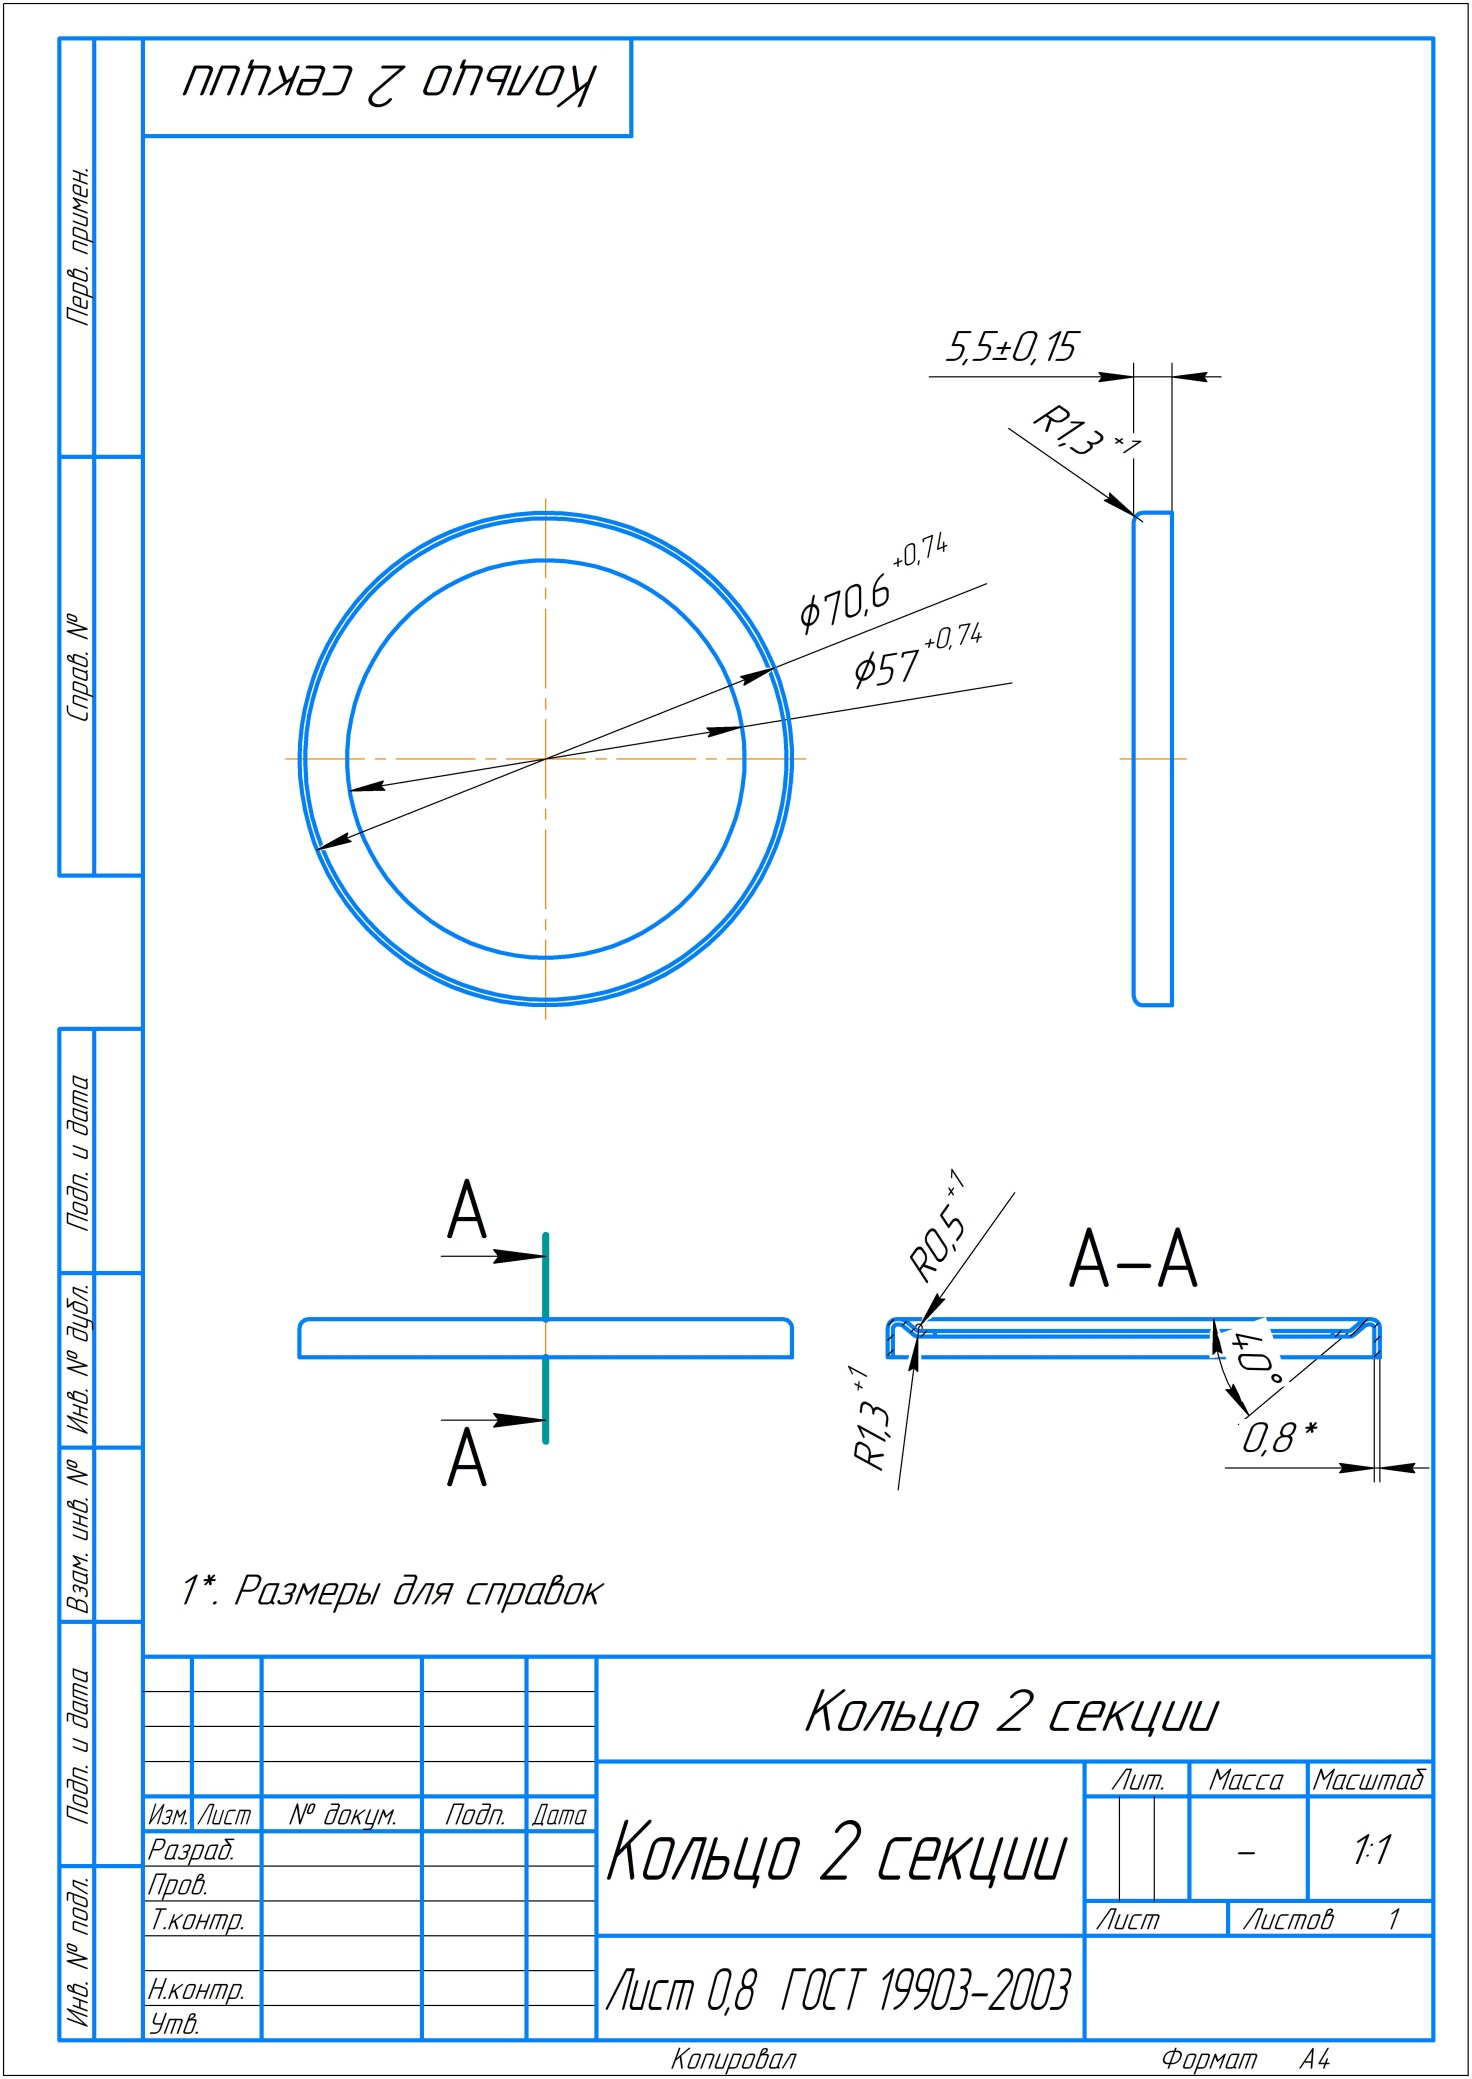 Кольцо 2 секции
Перв. примен.
Справ. №
Подп. и дата
Инв. № дубл.
Взам. инв. №
Подп. и дата
Инв. № подл.
5,5±0,15
R1,3 +1
ϕ70,6 +0,74
ϕ57 +0,74
А
А
R0,5 +1
А-А
R1,3 +1
40°
0,8*
1*. Размеры для справок
Кольцо 2 секции
Изм. Лист № докум. Подп. Дата
Разраб.
Пров.
Т.контр.
Н.контр.
Утв.
Кольцо 2 секции
Лит. Масса Масштаб
- 1:1
Лист Листов 1
Лист 0,8 ГОСТ 19903-2003
Копировал Формат А4